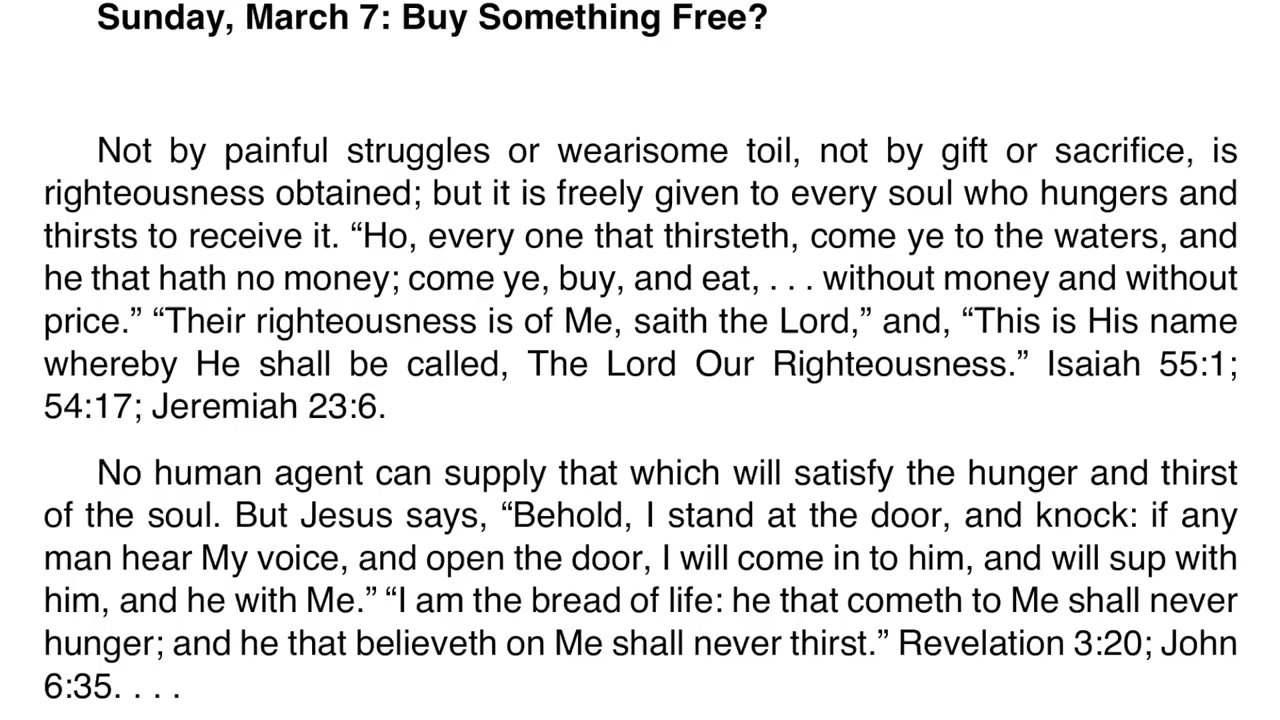 Sunday, March 7: Buy Something Free?
Not by painful struggles or wearisome toil, not by gift or sacrifice, is
righteousness obtained; but it is freely given to every soul who hungers and
thirsts to receive it. “Ho, every one that thirsteth, come ye to the waters, and
he that hath no money; come ye, buy, and eat, . . . without money and without
price.” “Their righteousness is of Me, saith the Lord,” and, “This is His name
whereby He shall be called, The Lord Our Righteousness.” Isaiah 55:1;
54:17; Jeremiah 23:6.
No human agent can supply that which will satisfy the hunger and thirst
of the soul. But Jesus says, “Behold, I stand at the door, and knock: if any
man hear My voice, and open the door, I will come in to him, and will sup with
him, and he with Me.” “I am the bread of life: he that cometh to Me shall never
hunger; and he that believeth on Me shall never thirst.” Revelation 3:20; John
6:35. . . .